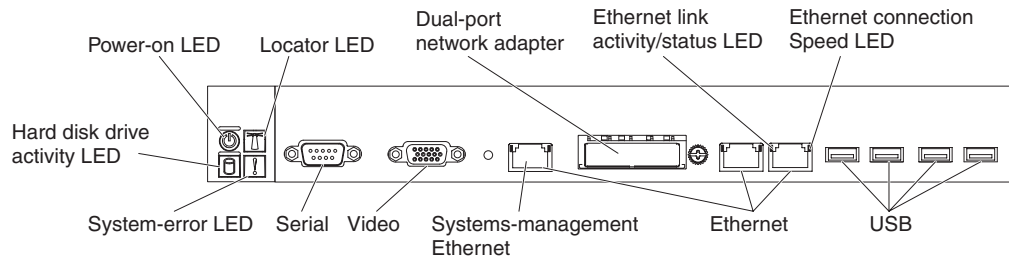 Dual-port
network adapter
Ethernet link
activity/status LED
Ethernet connection
Speed LED
Power-on LED
Locator LED
Hard disk drive
activity LED
System-error LED
Serial
Video
Systems-management
Ethernet
Ethernet
USB